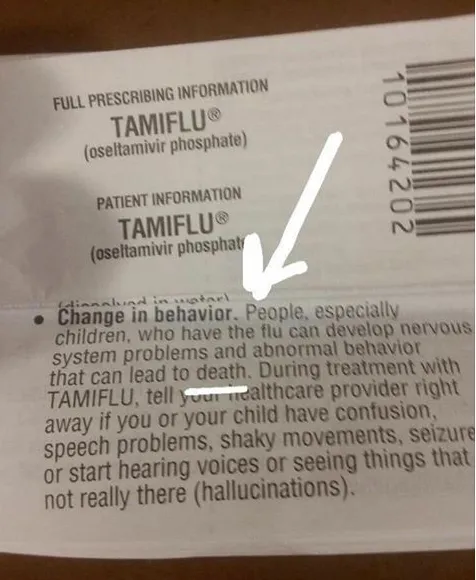 FULL PRESCRIBING INFORMATION
TAMIFLU®
(oseltamivir phosphate)
10164202
PATIENT INFORMATION
TAMIFLU®
(oseltamivir phosphate
(dissolved in water)
• Change in behavior. People, especially
children, who have the flu can develop nervous
system problems and abnormal behavior
that can lead to death. During treatment with
TAMIFLU, tell your healthcare provider right
away if you or your child have confusion,
speech problems, shaky movements, seizure
or start hearing voices or seeing things that
not really there (hallucinations).